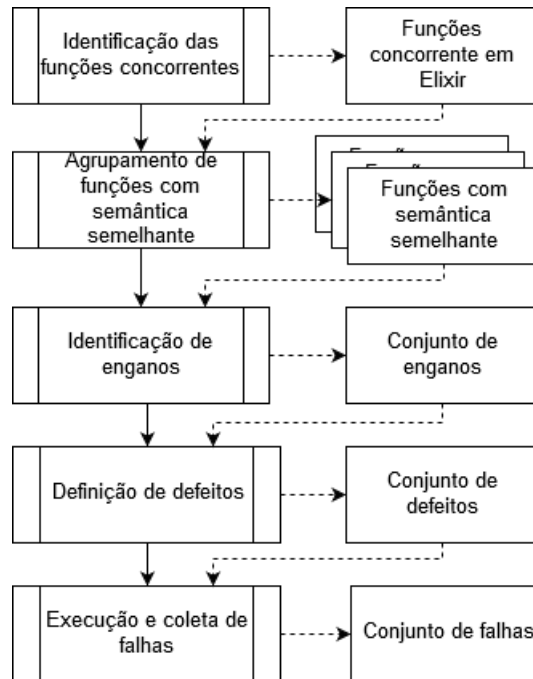 Identificação das
funções concorrentes
Funções
concorrente em
Elixir
Agrupamento de
funções com
semântica
semelhante
Funções com
semântica
semelhante
Identificação de
enganos
Conjunto de
enganos
Definição de defeitos
Conjunto de
defeitos
Execução e coleta de
falhas
Conjunto de falhas